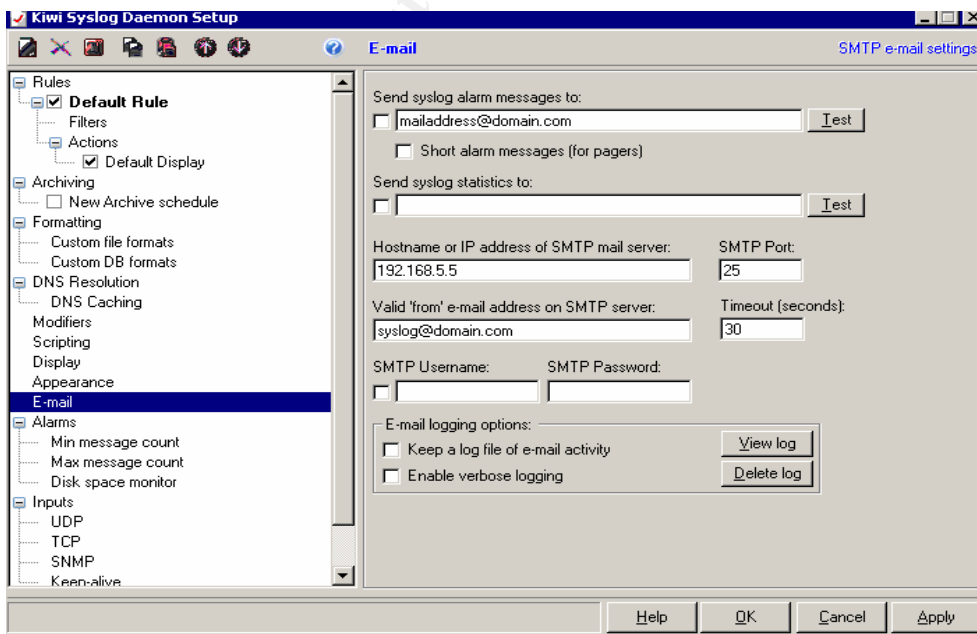 Kiwi Syslog Daemon Setup
E-mail
SMTP e-mail settings
Rules
Default Rule
Filters
Actions
Default Display
Archiving
New Archive schedule
Formatting
Custom file formats
Custom DB formats
DNS Resolution
DNS Caching
Modifiers
Scripting
Display
Appearance
E-mail
Alarms
Min message count
Max message count
Disk space monitor
Inputs
UDP
TCP
SNMP
Keep-alive
Send syslog alarm messages to:
mailaddress@domain.com
Test
Short alarm messages (for pagers)
Send syslog statistics to:
Test
Hostname or IP address of SMTP mail server:
SMTP Port:
192.168.5.5
25
Valid 'from' e-mail address on SMTP server:
Timeout (seconds):
syslog@domain.com
30
SMTP Username:
SMTP Password:
E-mail logging options:
Keep a log file of e-mail activity
View log
Enable verbose logging
Delete log
Help
OK
Cancel
Apply